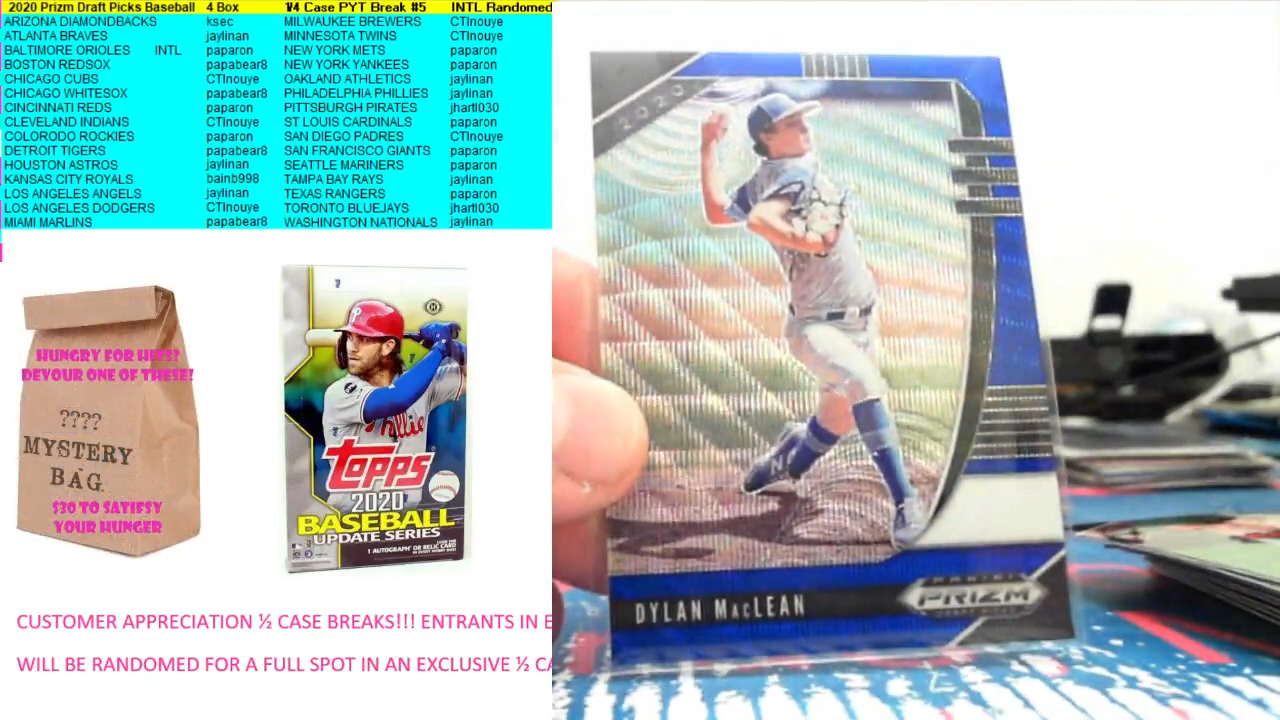 2020 Prizm Draft Picks Baseball 4 Box 1/4 Case PYT Break #5 INTL Randomed
ARIZONA DIAMONDBACKS ksec MILWAUKEE BREWERS CTInouye
ATLANTA BRAVES jaylinan MINNESOTA TWINS CTInouye
BALTIMORE ORIOLES INTL paparon NEW YORK METS paparon
BOSTON REDSOX papabear8 NEW YORK YANKEES paparon
CHICAGO CUBS CTInouye OAKLAND ATHLETICS jaylinan
CHICAGO WHITESOX papabear8 PHILADELPHIA PHILLIES jaylinan
CINCINNATI REDS paparon PITTSBURGH PIRATES jhartl030
CLEVELAND INDIANS CTInouye ST LOUIS CARDINALS paparon
COLORODO ROCKIES paparon SAN DIEGO PADRES CTInouye
DETROIT TIGERS papabear8 SAN FRANCISCO GIANTS paparon
HOUSTON ASTROS jaylinan SEATTLE MARINERS paparon
KANSAS CITY ROYALS bainb998 TAMPA BAY RAYS jaylinan
LOS ANGELES ANGELS jaylinan TEXAS RANGERS paparon
LOS ANGELES DODGERS CTInouye TORONTO BLUEJAYS jhartl030
MIAMI MARLINS papabear8 WASHINGTON NATIONALS jaylinan
HUNGRY FOR HITS?
DEVOUR ONE OF THESE!
????
MYSTERY
BAG
$30 TO SATIFSY
YOUR HUNGER
Phillie
TOPPS
2020
BASEBALL
UPDATE SERIES
1 AUTOGRAPH OR RELIC CARD
IN EVERY HOBBY BOX!
CUSTOMER APPRECIATION ½ CASE BREAKS!!! ENTRANTS IN
WILL BE RANDOMED FOR A FULL SPOT IN AN EXCLUSIVE ½ CA
2020
DYLAN MACLEAN
PANINI
PRIZM